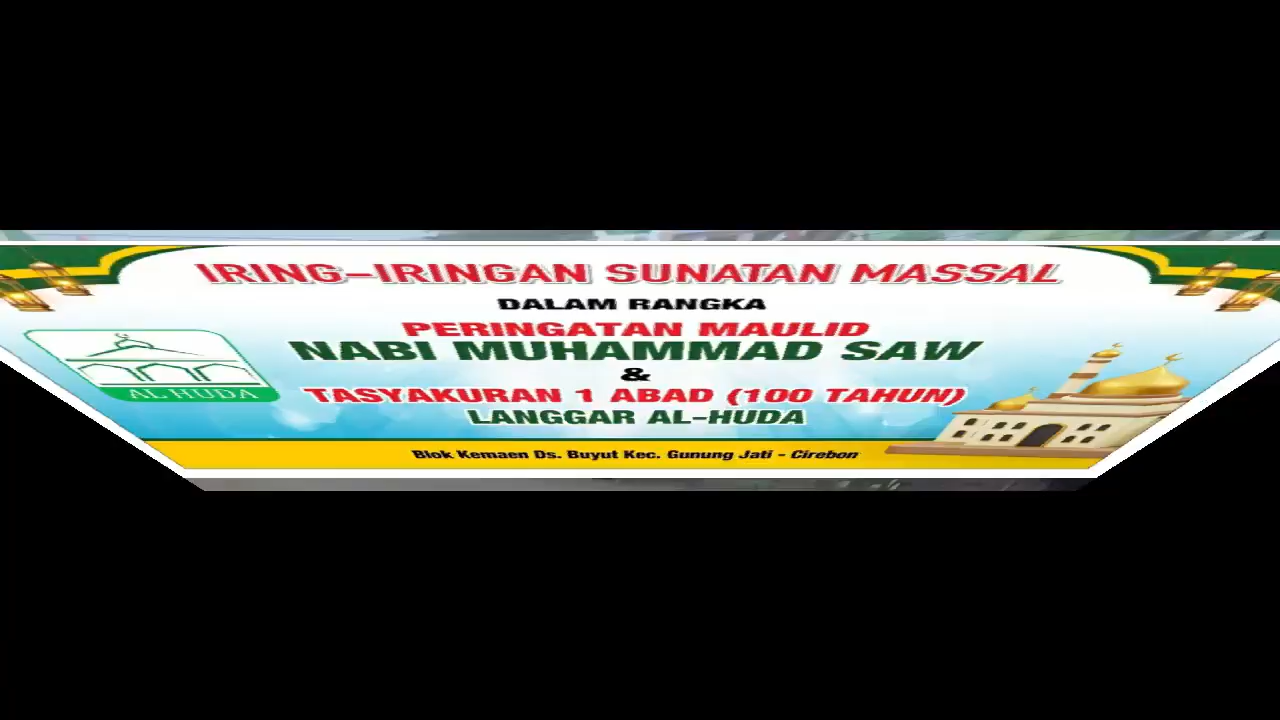 IRING-IRINGAN SUNATAN MASSAL
DALAM RANGKA
PERINGATAN MAULID
NABI MUHAMMAD SAW
&
TASYAKURAN 1 ABAD (100 TAHUN)
LANGGAR AL-HUDA
AL HUDA
Blok Kemaen Ds. Buyut Kec. Gunung Jati - Cirebon